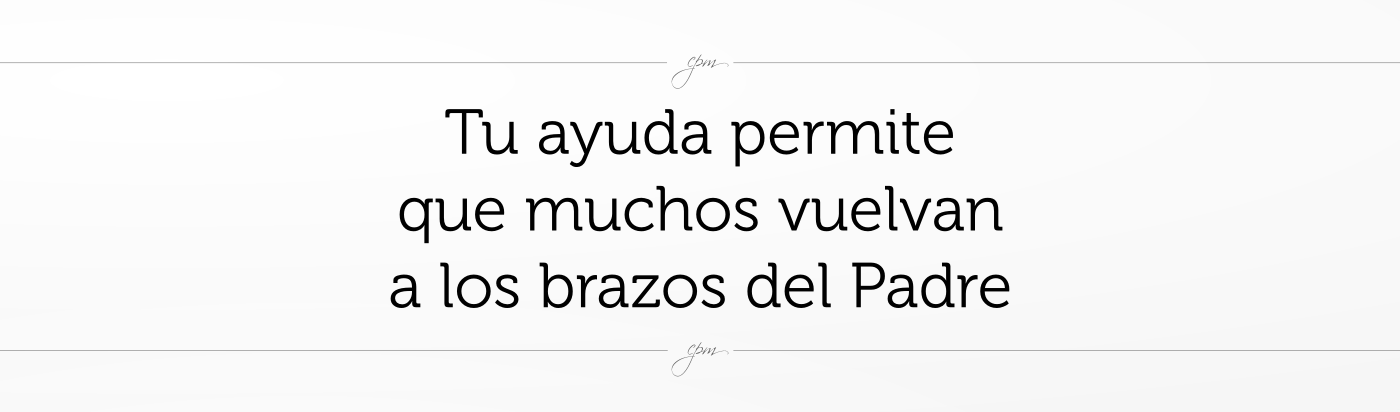 cpm
Tu ayuda permite
que muchos vuelvan
a los brazos del Padre
cpm